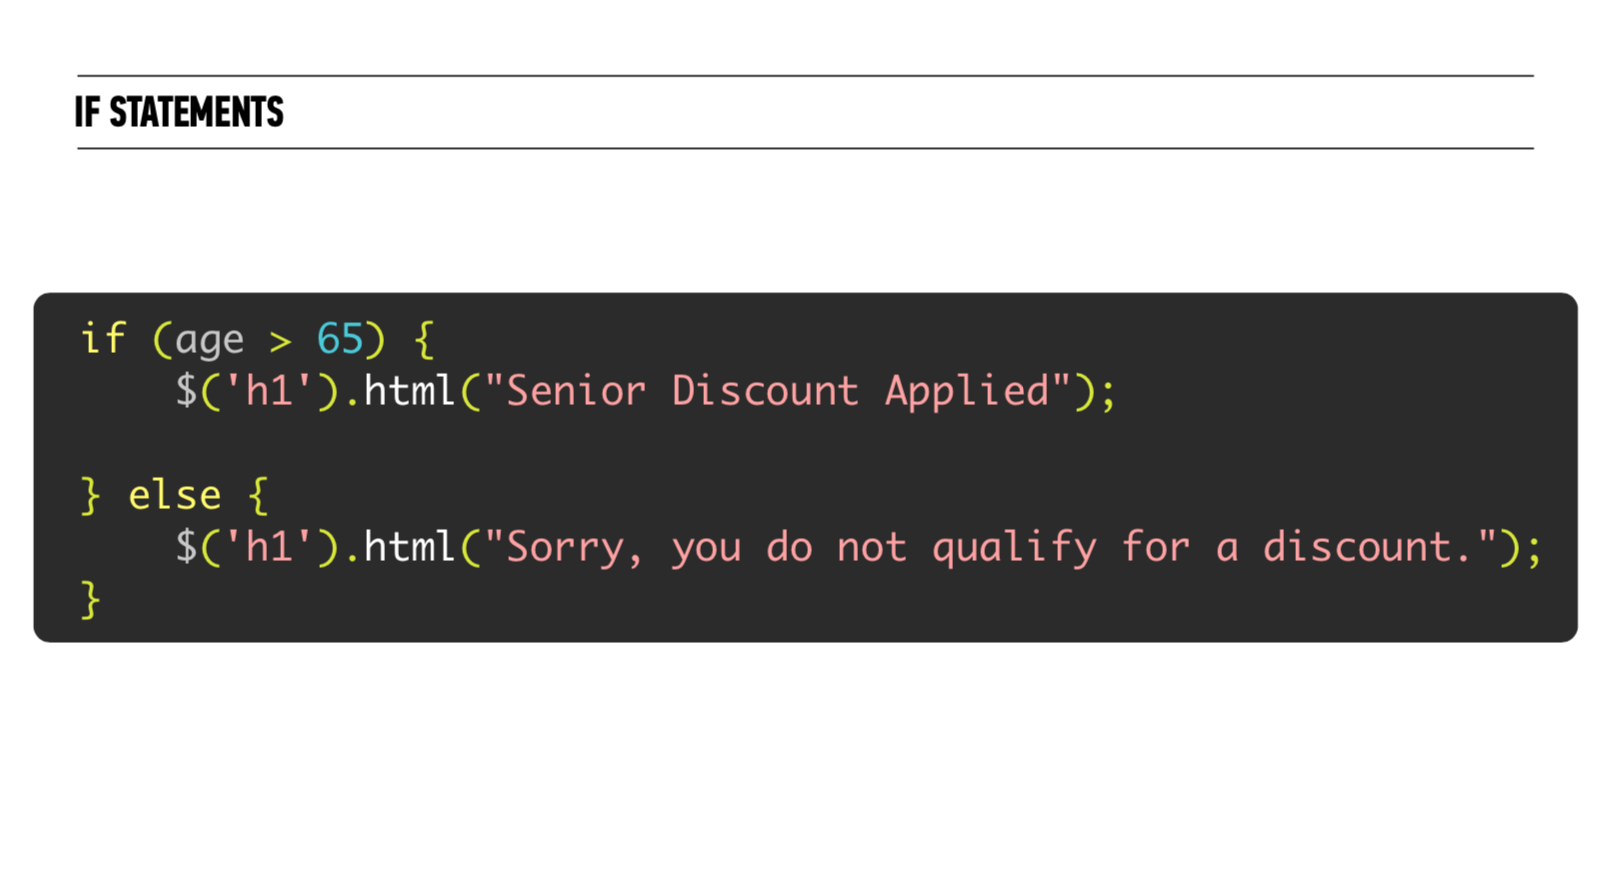 IF STATEMENTS
if (age > 65) {
    $('h1').html("Senior Discount Applied");
} else {
    $('h1').html("Sorry, you do not qualify for a discount.");
}